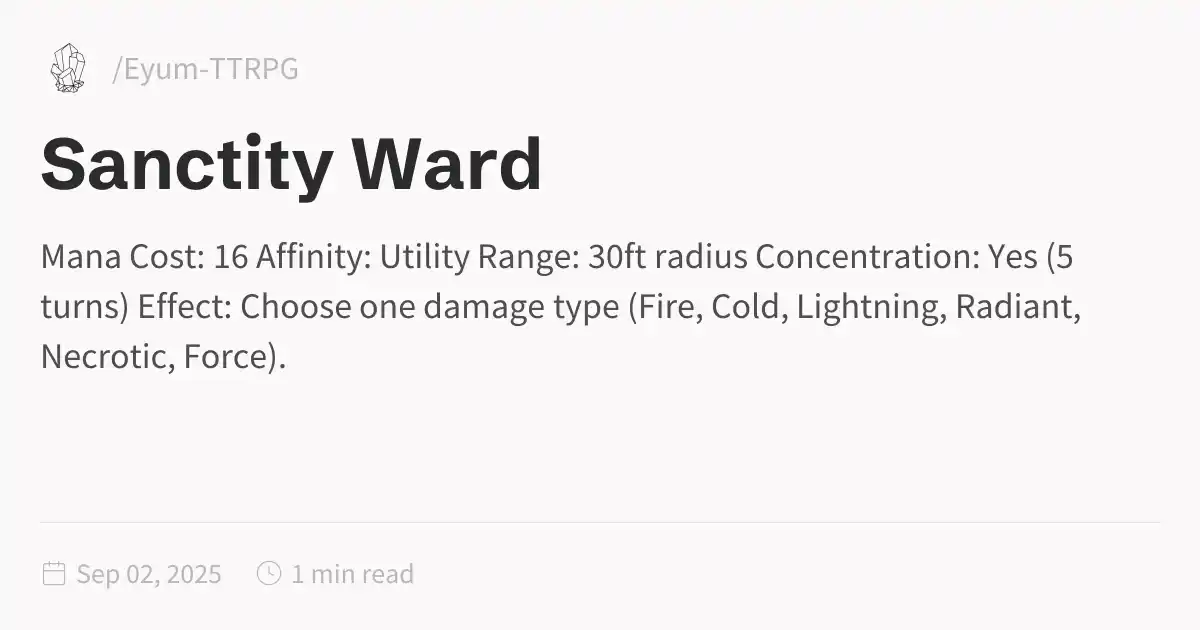 /Eyum-TTRPG
Sanctity Ward
Mana Cost: 16 Affinity: Utility Range: 30ft radius Concentration: Yes (5
turns) Effect: Choose one damage type (Fire, Cold, Lightning, Radiant,
Necrotic, Force).
Sep 02, 2025 1 min read